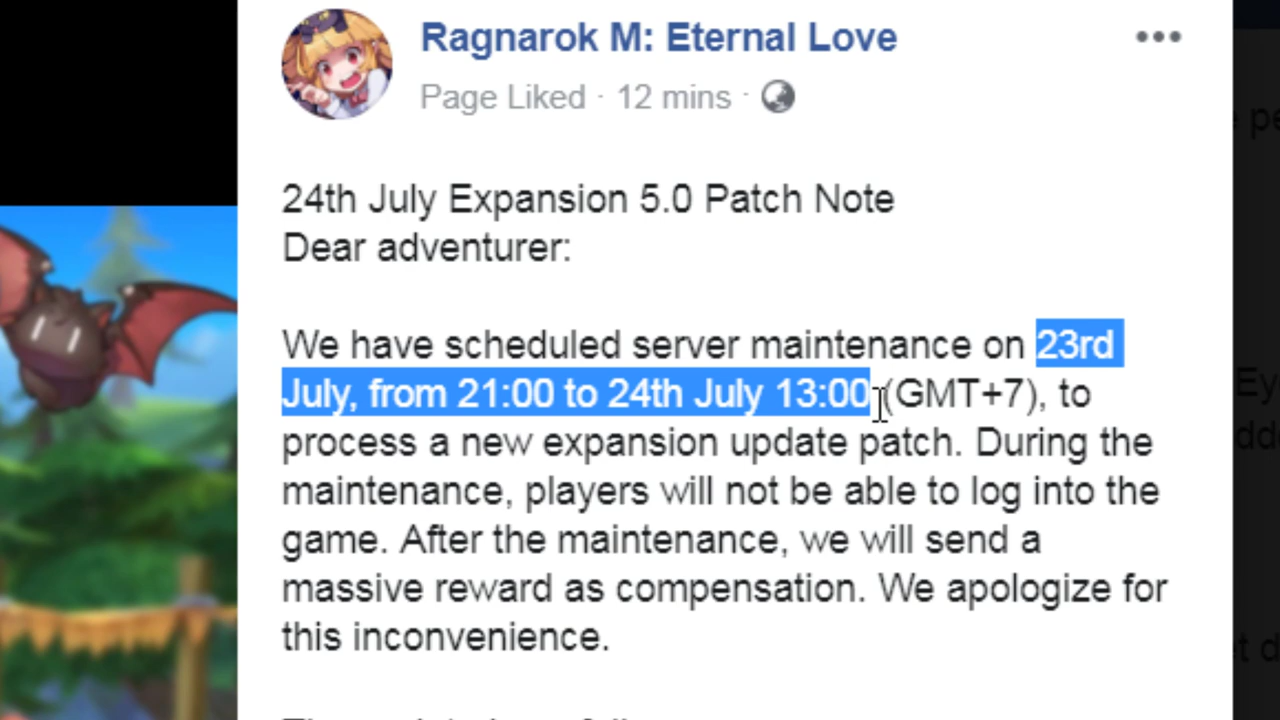 Ragnarok M: Eternal Love
Page Liked · 12 mins ·
24th July Expansion 5.0 Patch Note
Dear adventurer:
We have scheduled server maintenance on 23rd
July, from 21:00 to 24th July 13:00 (GMT+7), to
process a new expansion update patch. During the
maintenance, players will not be able to log into the
game. After the maintenance, we will send a
massive reward as compensation. We apologize for
this inconvenience.